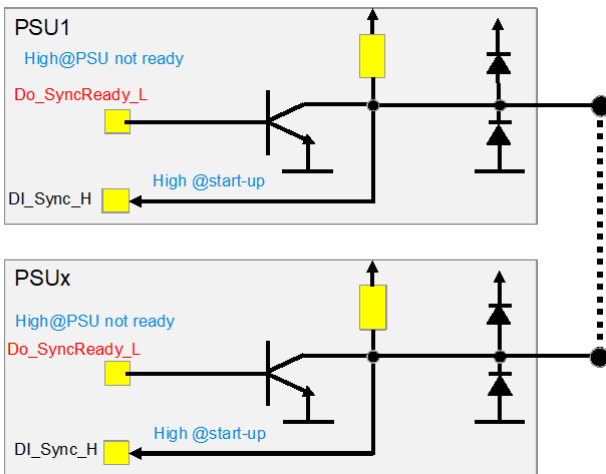 PSU1
High@PSU not ready
Do_SyncReady_L
High @start-up
DI_Sync_H
PSUx
High@PSU not ready
Do_SyncReady_L
High @start-up
DI_Sync_H